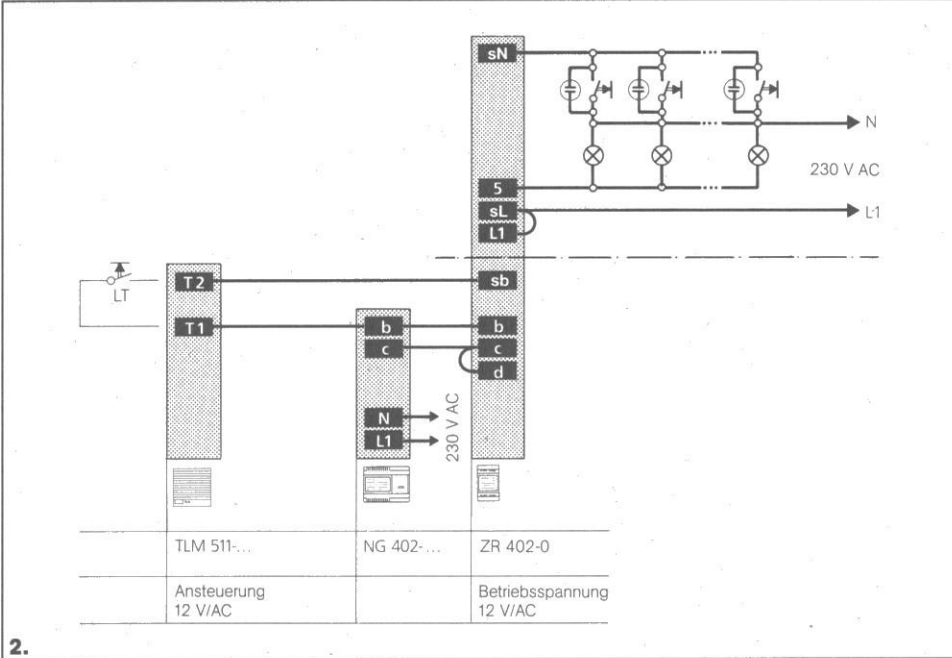 sN
N
230 V AC
5
sL
L1
L1
T2
sb
LT
T1
b
b
c
c
d
N
L1
230 V AC
TLM 511-...
NG 402-...
ZR 402-0
Ansteuerung
12 V/AC
Betriebsspannung
12 V/AC
2.